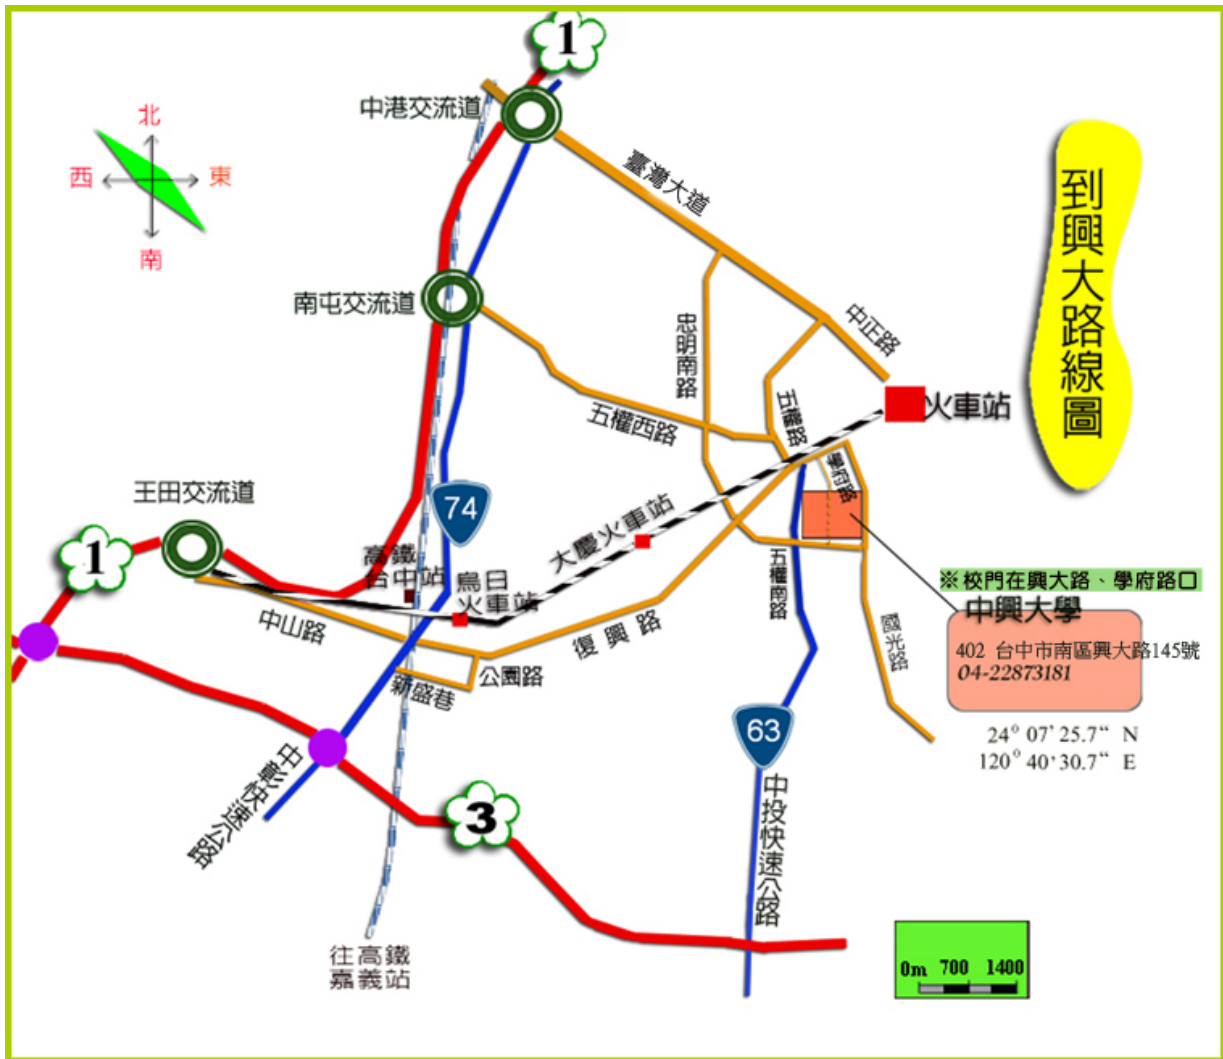 1
中港交流道
北
西
東
南
臺灣大道
到興大路線圖
南屯交流道
忠明南路
中正路
五權西路
五權路
火車站
學府路
王田交流道
74
大慶火車站
1
高鐵
台中站
烏日
火車站
五權南路
※校門在興大路、學府路口
中興大學
中山路
復興路
國光路
402 台中市南區興大路145號
04-22873181
公園路
新盛巷
63
24° 07' 25.7“ N
120° 40' 30.7“ E
中彰快速公路
3
中投快速公路
往高鐵
嘉義站
0m 700 1400